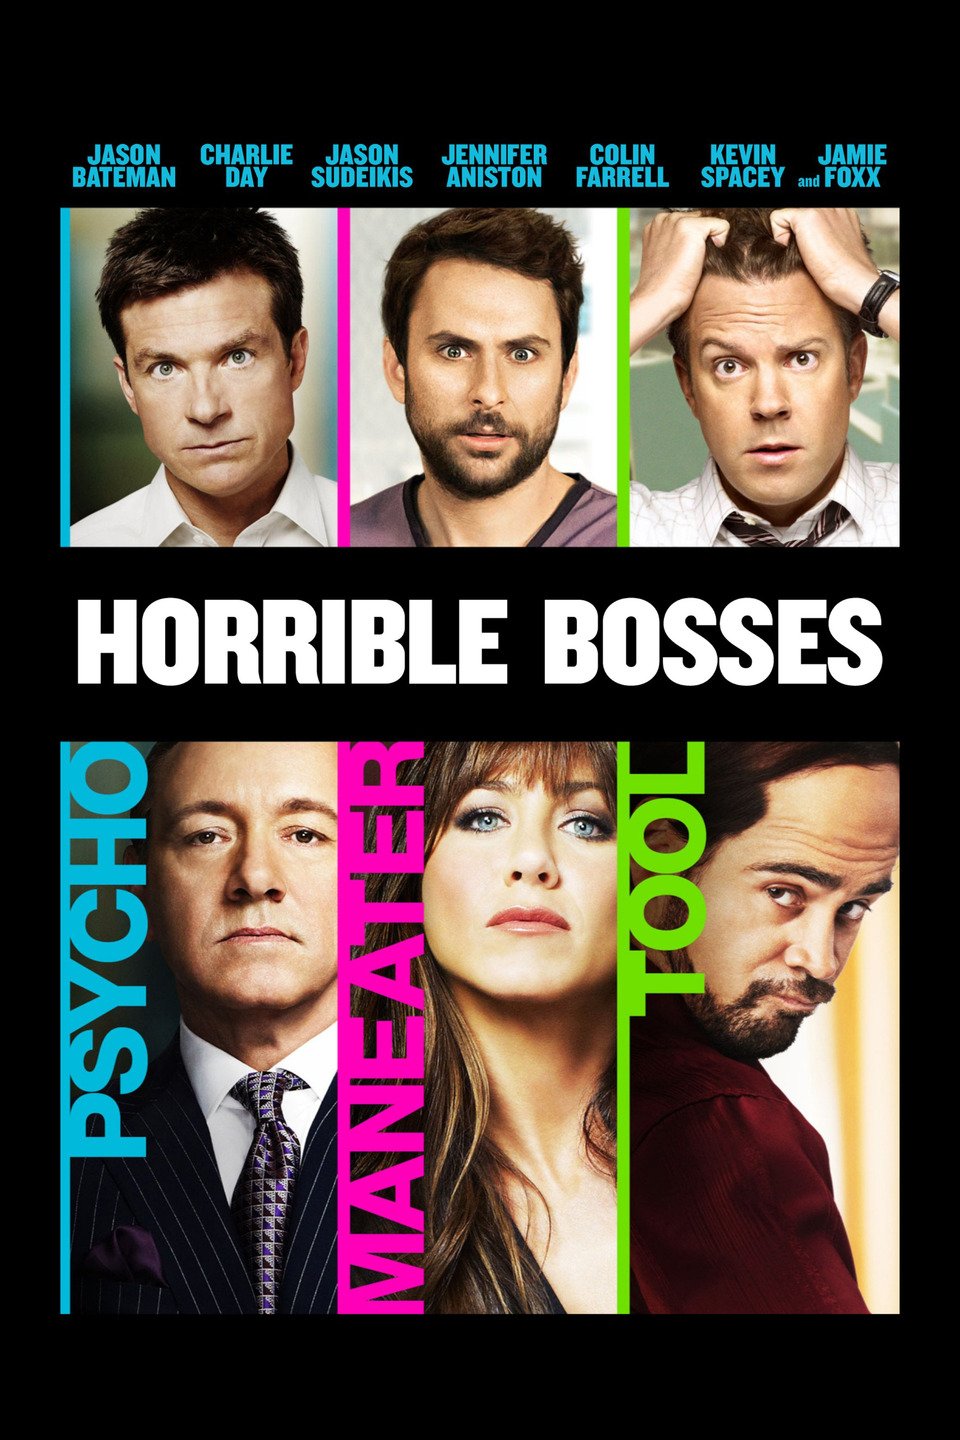 JASON BATEMAN
CHARLIE DAY
JASON SUDEIKIS
JENNIFER ANISTON
COLIN FARRELL
KEVIN SPACEY
and JAMIE FOXX
HORRIBLE BOSSES
PSYCHO
MANEATER
TOOL